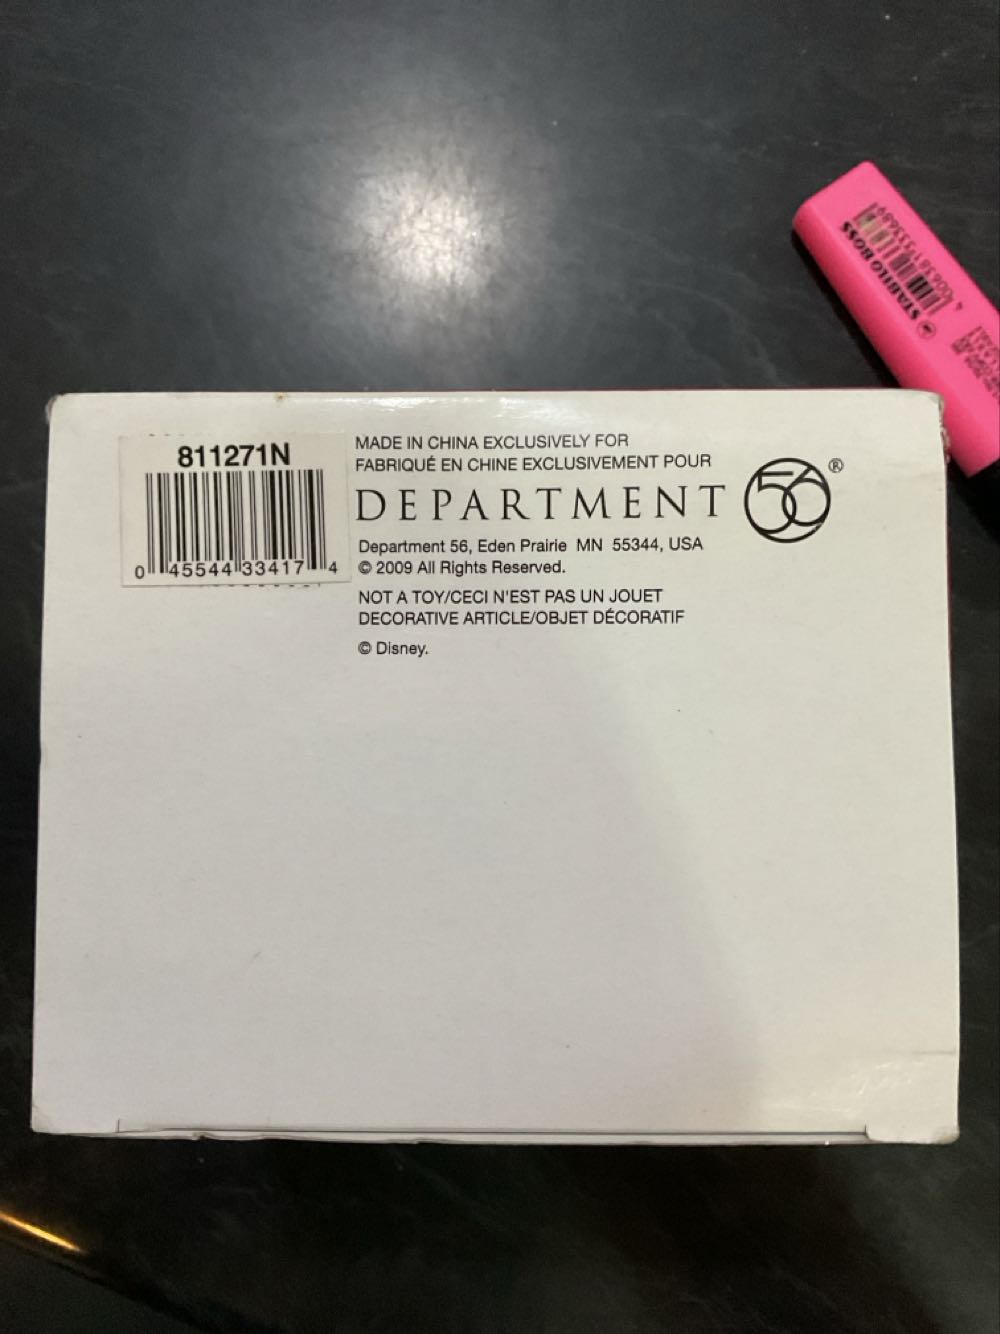 811271N
0 45544 33417 4
MADE IN CHINA EXCLUSIVELY FOR
FABRIQUÉ EN CHINE EXCLUSIVEMENT POUR
DEPARTMENT 56®
Department 56, Eden Prairie MN 55344, USA
© 2009 All Rights Reserved.
NOT A TOY/CECI N'EST PAS UN JOUET
DECORATIVE ARTICLE/OBJET DÉCORATIF
© Disney.
STABILO BOSS